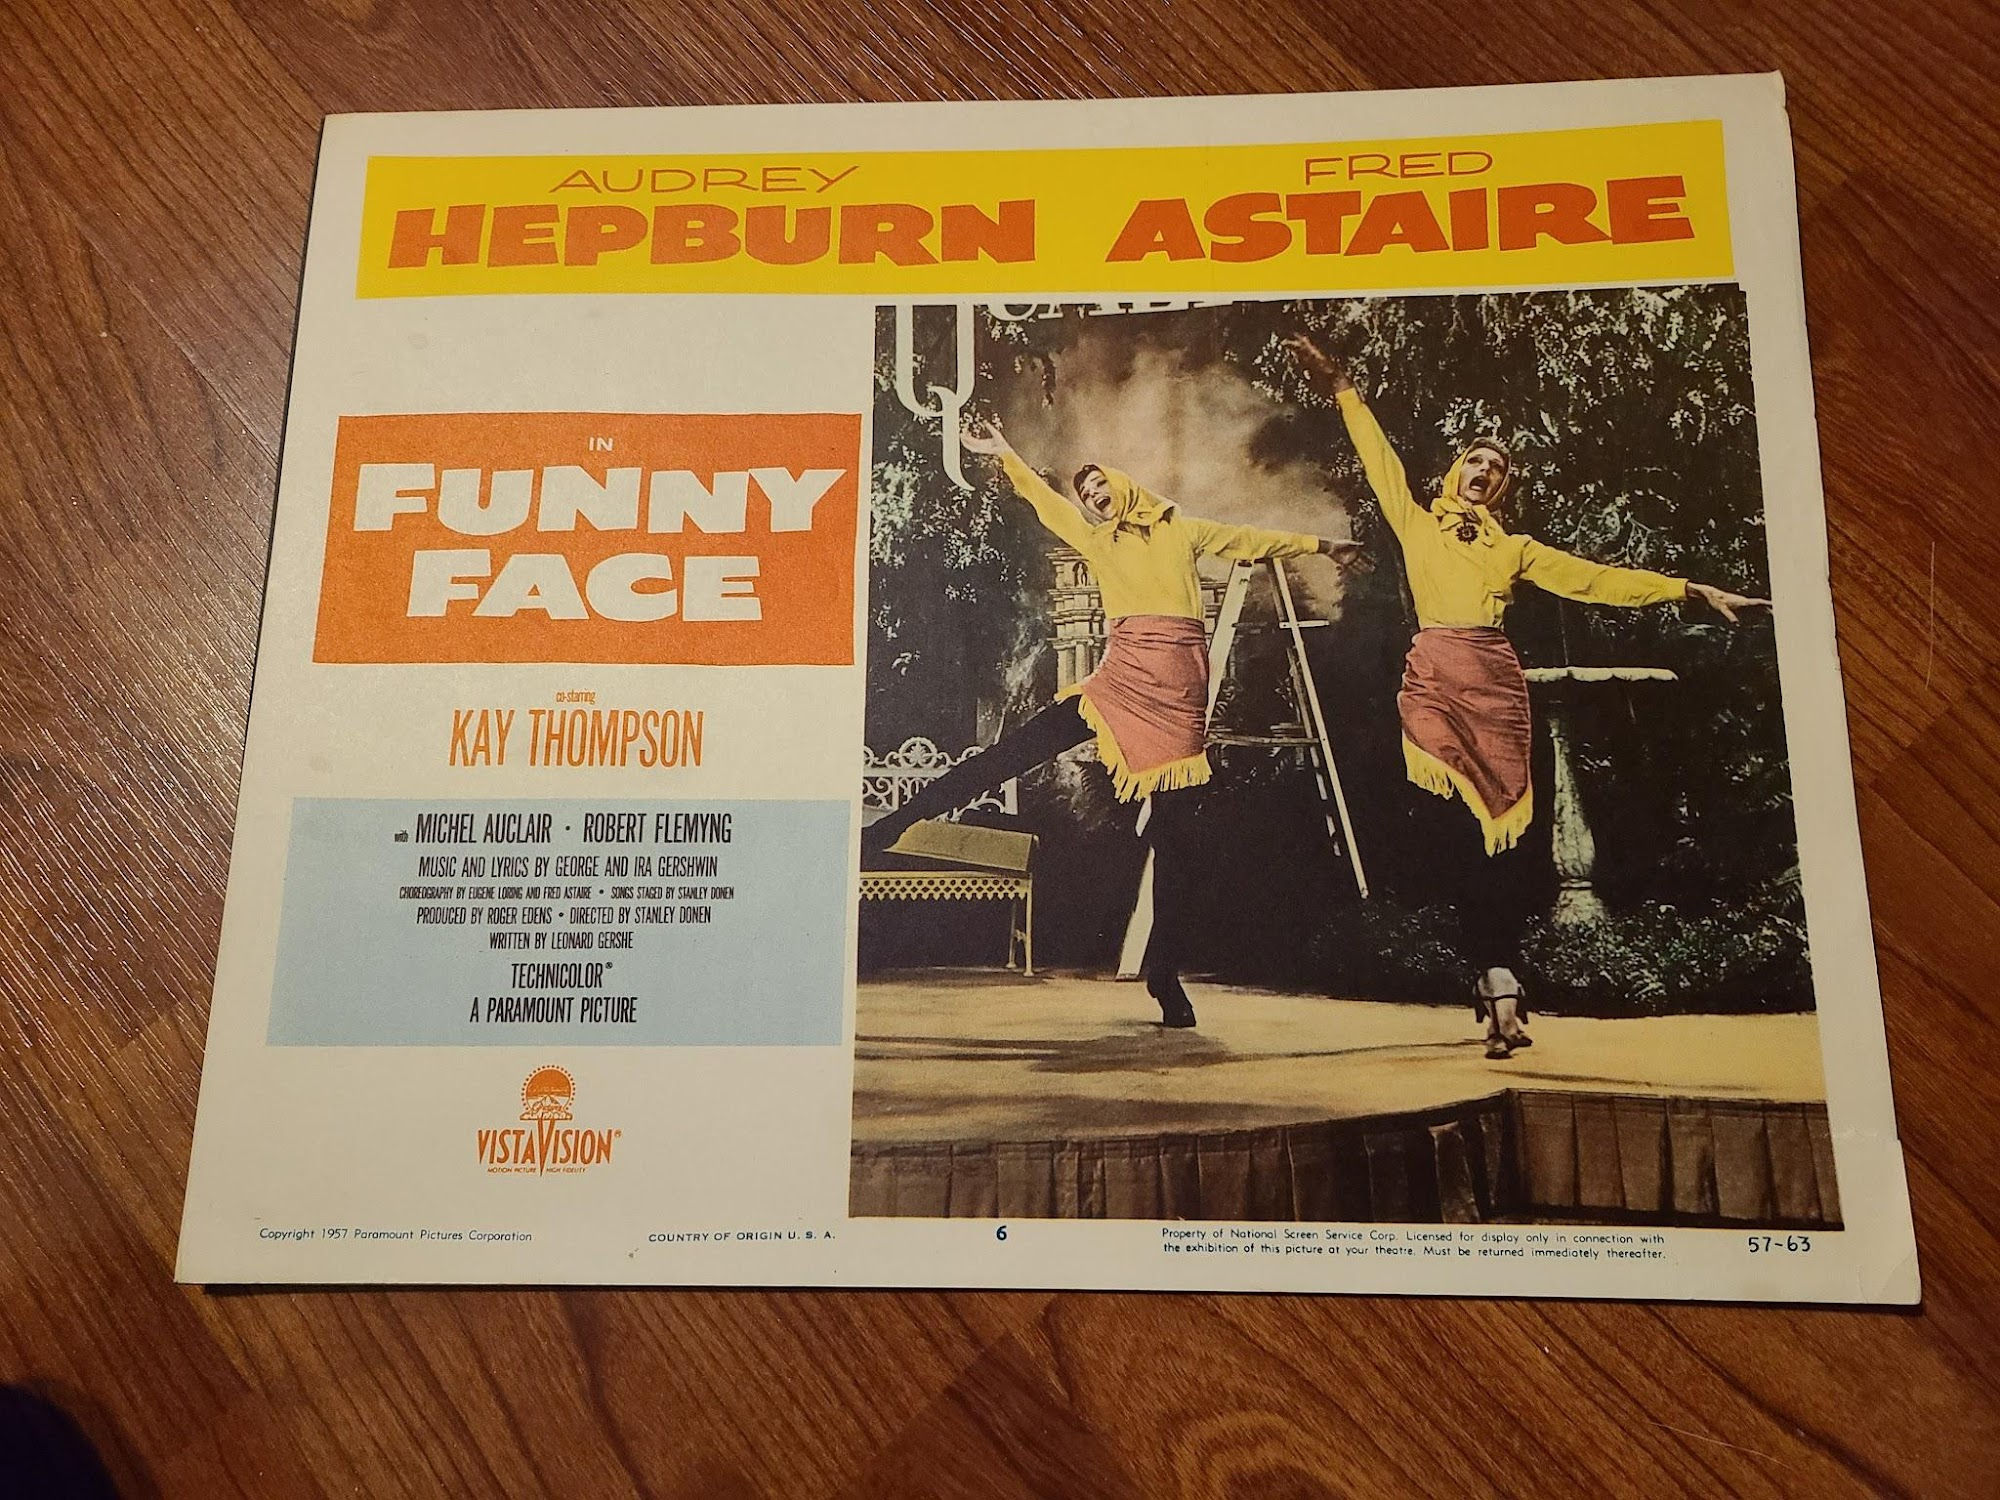 AUDREY
HEPBURN
FRED
ASTAIRE
IN
FUNNY
FACE
co-starring
KAY THOMPSON
with MICHEL AUCLAIR · ROBERT FLEMYNG
MUSIC AND LYRICS BY GEORGE AND IRA GERSHWIN
CHOREOGRAPHY BY EUGENE LORING AND FRED ASTAIRE • SONGS STAGED BY STANLEY DONEN
PRODUCED BY ROGER EDENS • DIRECTED BY STANLEY DONEN
WRITTEN BY LEONARD GERSHE
TECHNICOLOR®
A PARAMOUNT PICTURE
VISTAVISION®
MOTION PICTURE HIGH FIDELITY
Copyright 1957 Paramount Pictures Corporation
COUNTRY OF ORIGIN U. S. A.
6
Property of National Screen Service Corp. Licensed for display only in connection with
the exhibition of this picture at your theatre. Must be returned immediately thereafter.
57-63